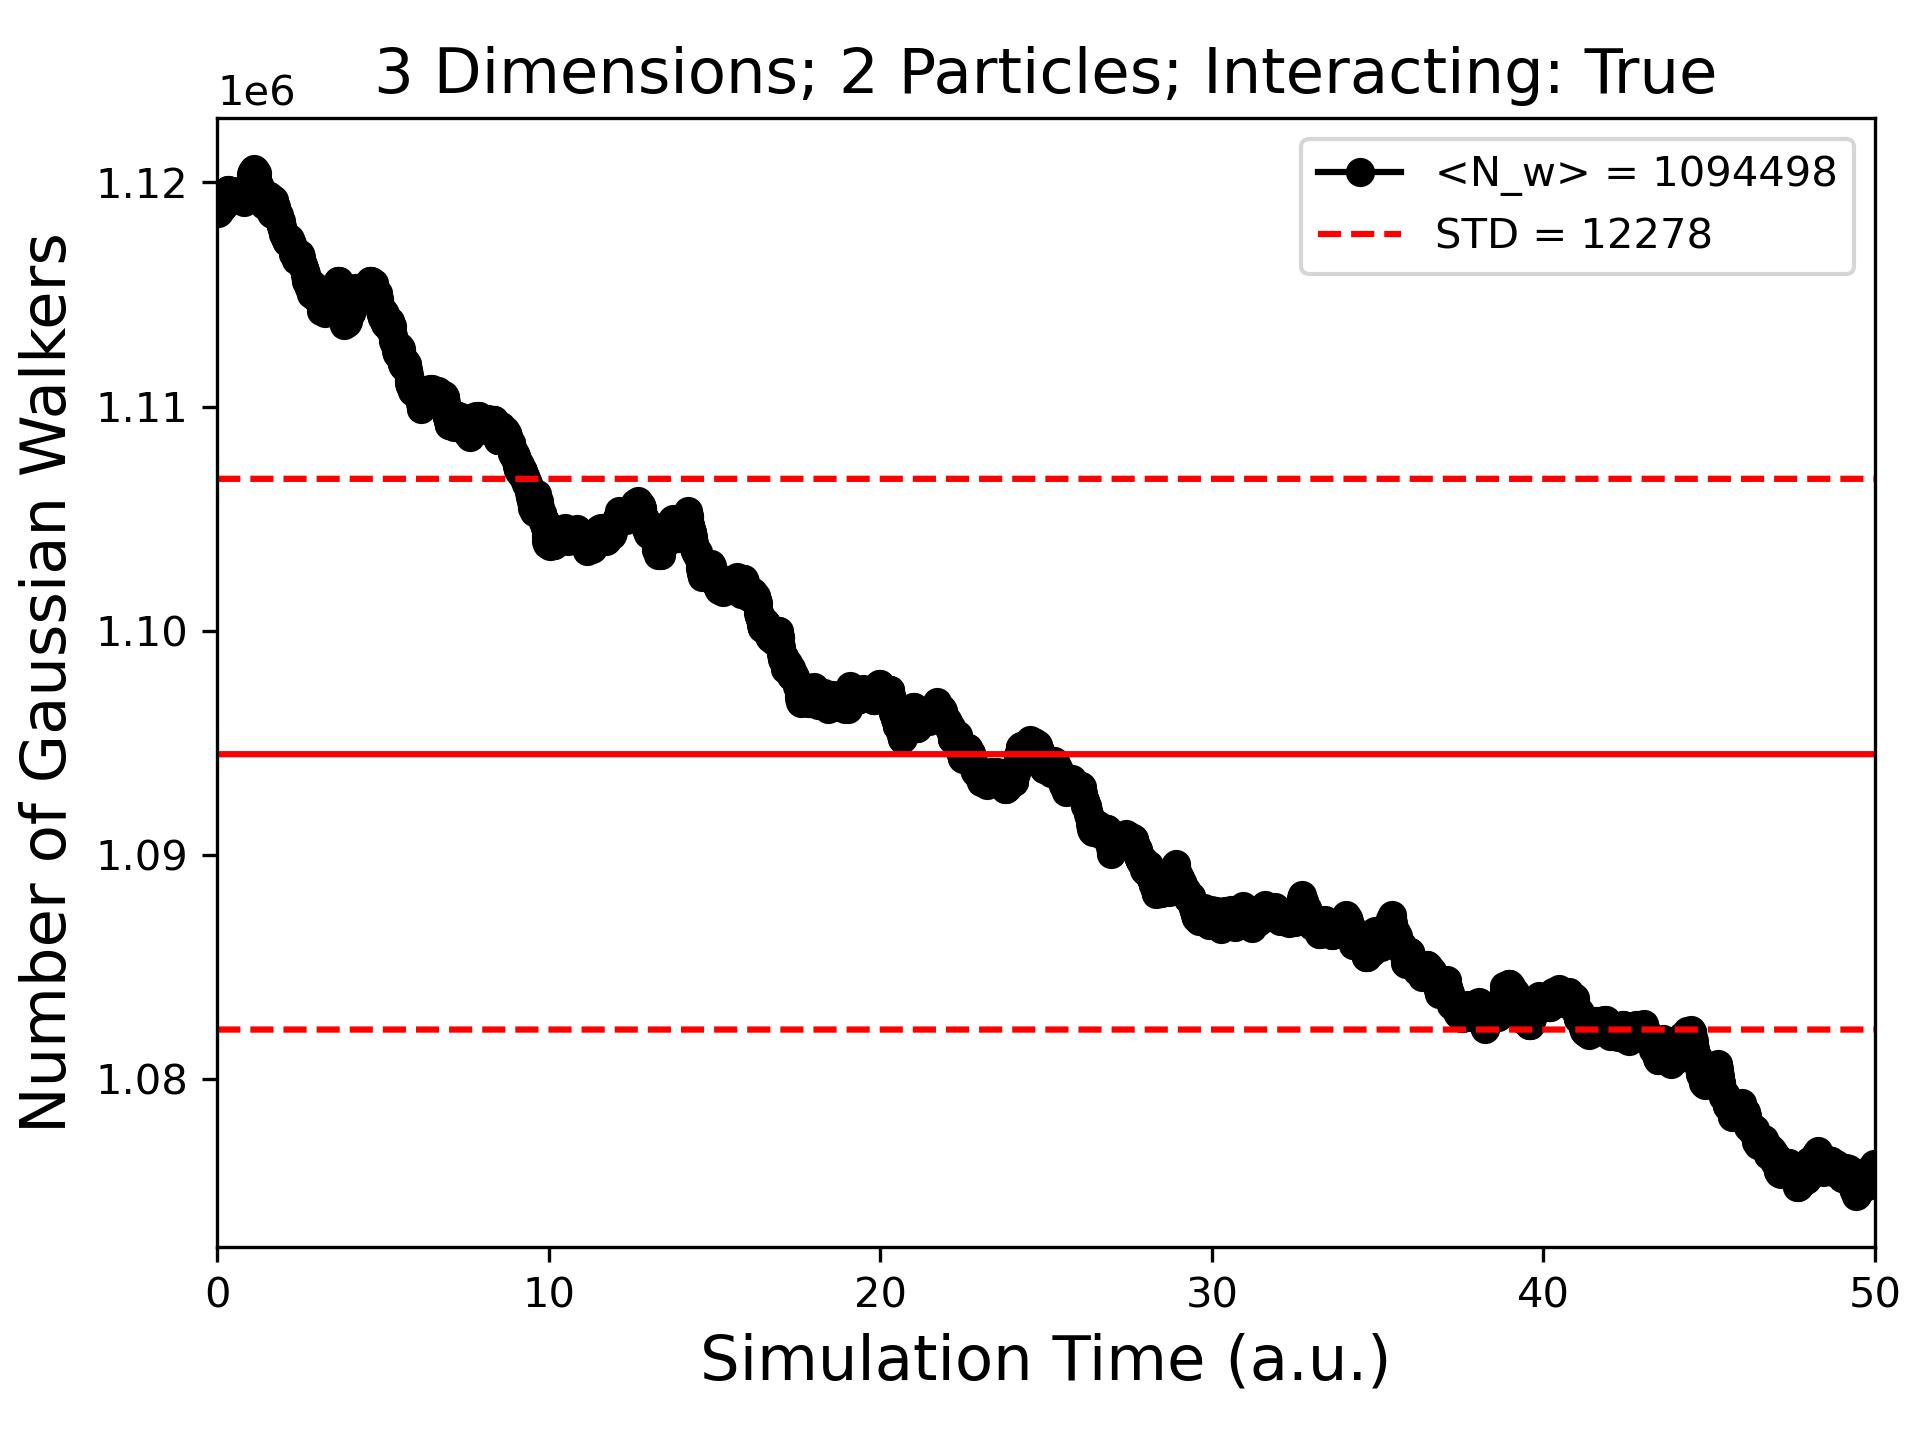 3 Dimensions; 2 Particles; Interacting: True
1e6
<N_w> = 1094498
STD = 12278
1.12
1.11
1.10
1.09
1.08
Number of Gaussian Walkers
0 10 20 30 40 50
Simulation Time (a.u.)